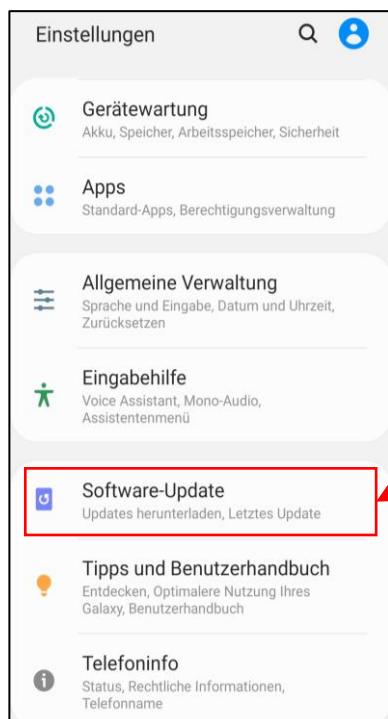 Einstellungen
Gerätewartung
Akku, Speicher, Arbeitsspeicher, Sicherheit
Apps
Standard-Apps, Berechtigungsverwaltung
Allgemeine Verwaltung
Sprache und Eingabe, Datum und Uhrzeit,
Zurücksetzen
Eingabehilfe
Voice Assistant, Mono-Audio,
Assistentenmenü
Software-Update
Updates herunterladen, Letztes Update
Tipps und Benutzerhandbuch
Entdecken, Optimalere Nutzung Ihres
Galaxy, Benutzerhandbuch
Telefoninfo
Status, Rechtliche Informationen,
Telefonname